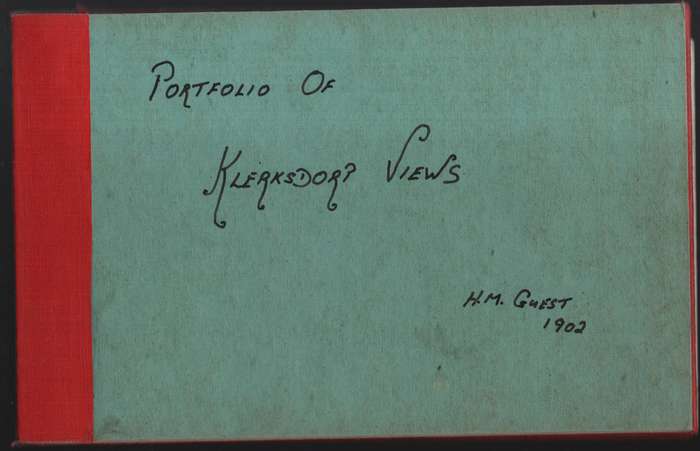 Portfolio Of
Klerksdorp Views
H.M. Guest
1902